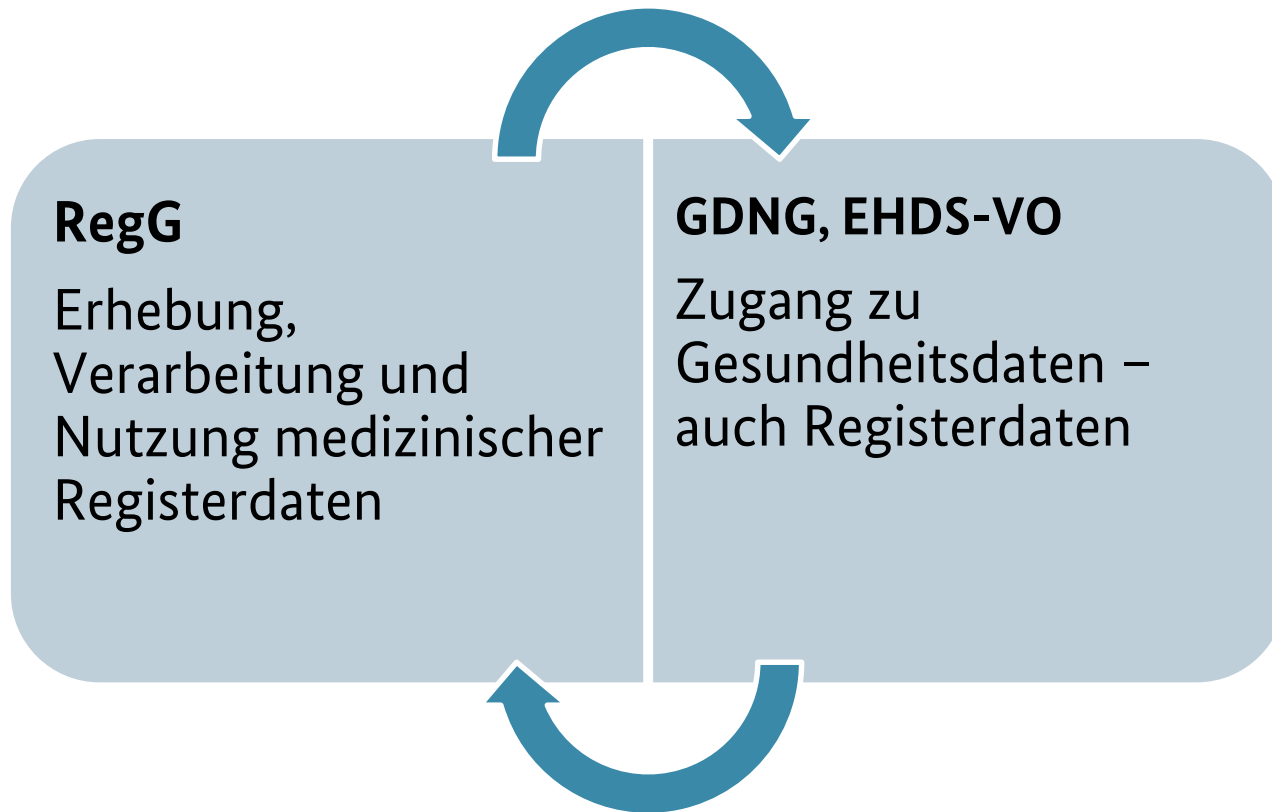 RegG
Erhebung,
Verarbeitung und
Nutzung medizinischer
Registerdaten
GDNG, EHDS-VO
Zugang zu
Gesundheitsdaten –
auch Registerdaten